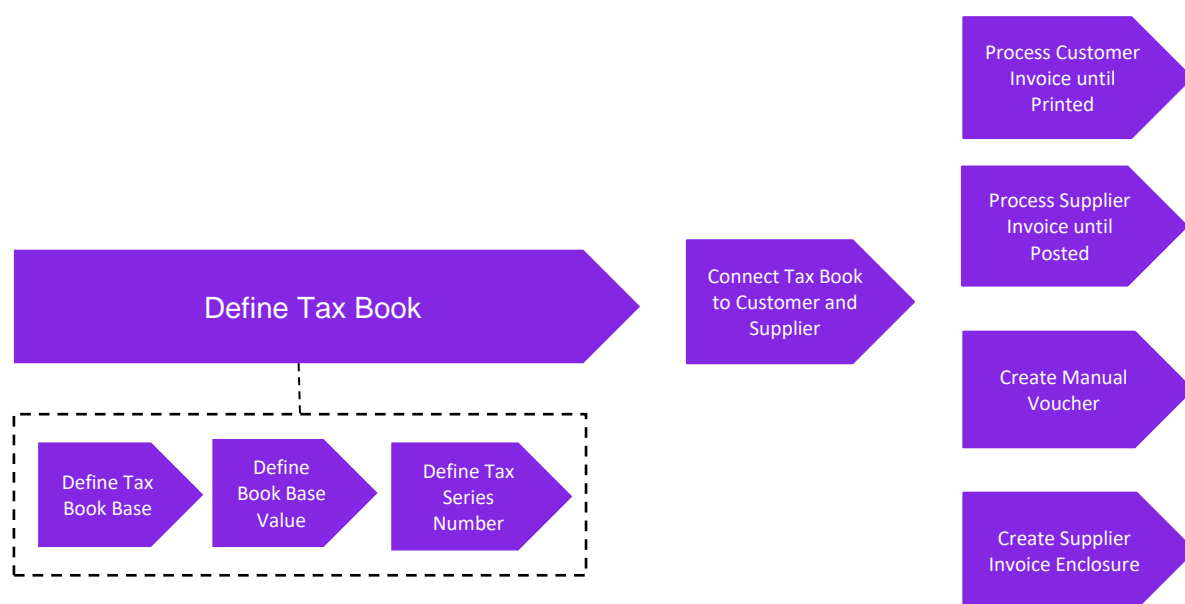 Define Tax Book
Define Tax
Book Base
Define
Book Base
Value
Define Tax
Series
Number
Connect Tax Book
to Customer and
Supplier
Process Customer
Invoice until
Printed
Process Supplier
Invoice until
Posted
Create Manual
Voucher
Create Supplier
Invoice Enclosure